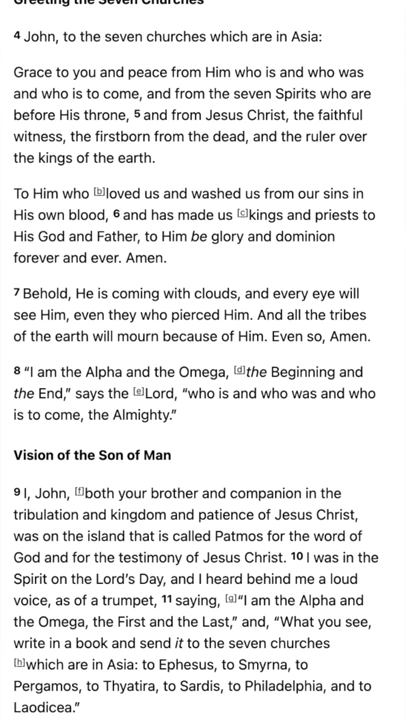 Greeting the Seven Churches
4 John, to the seven churches which are in Asia:
Grace to you and peace from Him who is and who was
and who is to come, and from the seven Spirits who are
before His throne, 5 and from Jesus Christ, the faithful
witness, the firstborn from the dead, and the ruler over
the kings of the earth.
To Him who [b]loved us and washed us from our sins in
His own blood, 6 and has made us [c]kings and priests to
His God and Father, to Him be glory and dominion
forever and ever. Amen.
7 Behold, He is coming with clouds, and every eye will
see Him, even they who pierced Him. And all the tribes
of the earth will mourn because of Him. Even so, Amen.
8 “I am the Alpha and the Omega, [d]the Beginning and
the End,” says the [e]Lord, “who is and who was and who
is to come, the Almighty.”
Vision of the Son of Man
9 I, John, [f]both your brother and companion in the
tribulation and kingdom and patience of Jesus Christ,
was on the island that is called Patmos for the word of
God and for the testimony of Jesus Christ. 10 I was in the
Spirit on the Lord’s Day, and I heard behind me a loud
voice, as of a trumpet, 11 saying, [g]“I am the Alpha and
the Omega, the First and the Last,” and, “What you see,
write in a book and send it to the seven churches
[h]which are in Asia: to Ephesus, to Smyrna, to
Pergamos, to Thyatira, to Sardis, to Philadelphia, and to
Laodicea.”